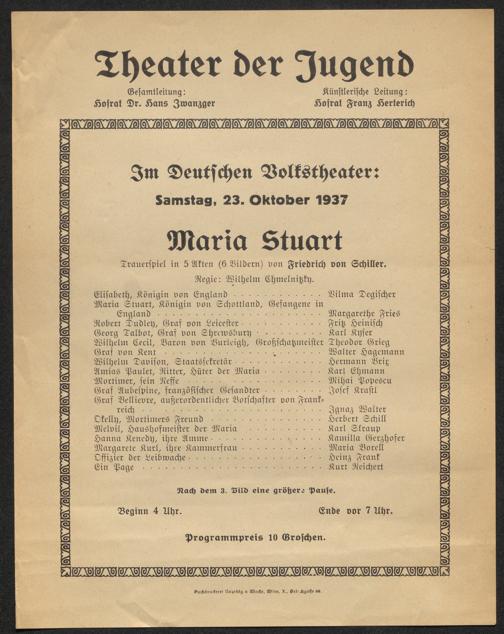 Theater der Jugend
Gesamtleitung: Künstlerische Leitung:
Hofrat Dr. Hans Zwanzger Hofrat Franz Herterich
Im Deutschen Volkstheater:
Samstag, 23. Oktober 1937
Maria Stuart
Trauerspiel in 5 Akten (6 Bildern) von Friedrich von Schiller.
Regie: Wilhelm Chmelnitzky.
Elisabeth, Königin von England Vilma Degischer
Maria Stuart, Königin von Schottland, Gefangene in
England Margarethe Fries
Robert Dudley, Graf von Leicester Fritz Heinisch
Georg Talbot, Graf von Shrewsbury Karl Kyser
Wilhelm Cecil, Baron von Burleigh, Großschatzmeister Theodor Grieg
Graf von Kent Walter Hagemann
Wilhelm Davison, Staatssekretär Hermann Brix
Amias Paulet, Ritter, Hüter der Maria Karl Ehmann
Mortimer, sein Neffe Mihai Popescu
Graf Aubespine, französischer Gesandter Josef Krastl
Graf Bellievre, außerordentlicher Botschafter von Frank-
reich Ignaz Walter
Okelly, Mortimers Freund Herbert Schill
Melvil, Haushofmeister der Maria Karl Skraup
Hanna Kenedy, ihre Amme Kamilla Gerzhofer
Margarete Kurl, ihre Kammerfrau Maria Borell
Offizier der Leibwache Heinz Frank
Ein Page Kurt Reichert
Nach dem 3. Bild eine größere Pause.
Beginn 4 Uhr. Ende vor 7 Uhr.
Programmpreis 10 Groschen.
Buchdruckerei Wien, X.,